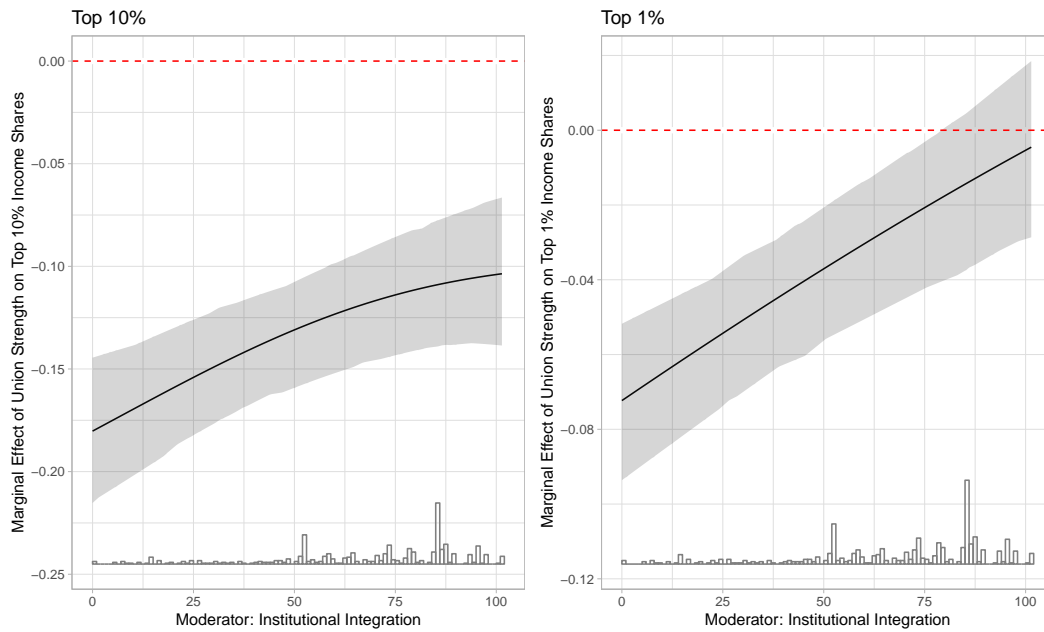 Top 10%
Marginal Effect of Union Strength on Top 10% Income Shares
0.00
−0.05
−0.10
−0.15
−0.20
−0.25
0 25 50 75 100
Moderator: Institutional Integration
Top 1%
Marginal Effect of Union Strength on Top 1% Income Shares
0.00
−0.04
−0.08
−0.12
0 25 50 75 100
Moderator: Institutional Integration